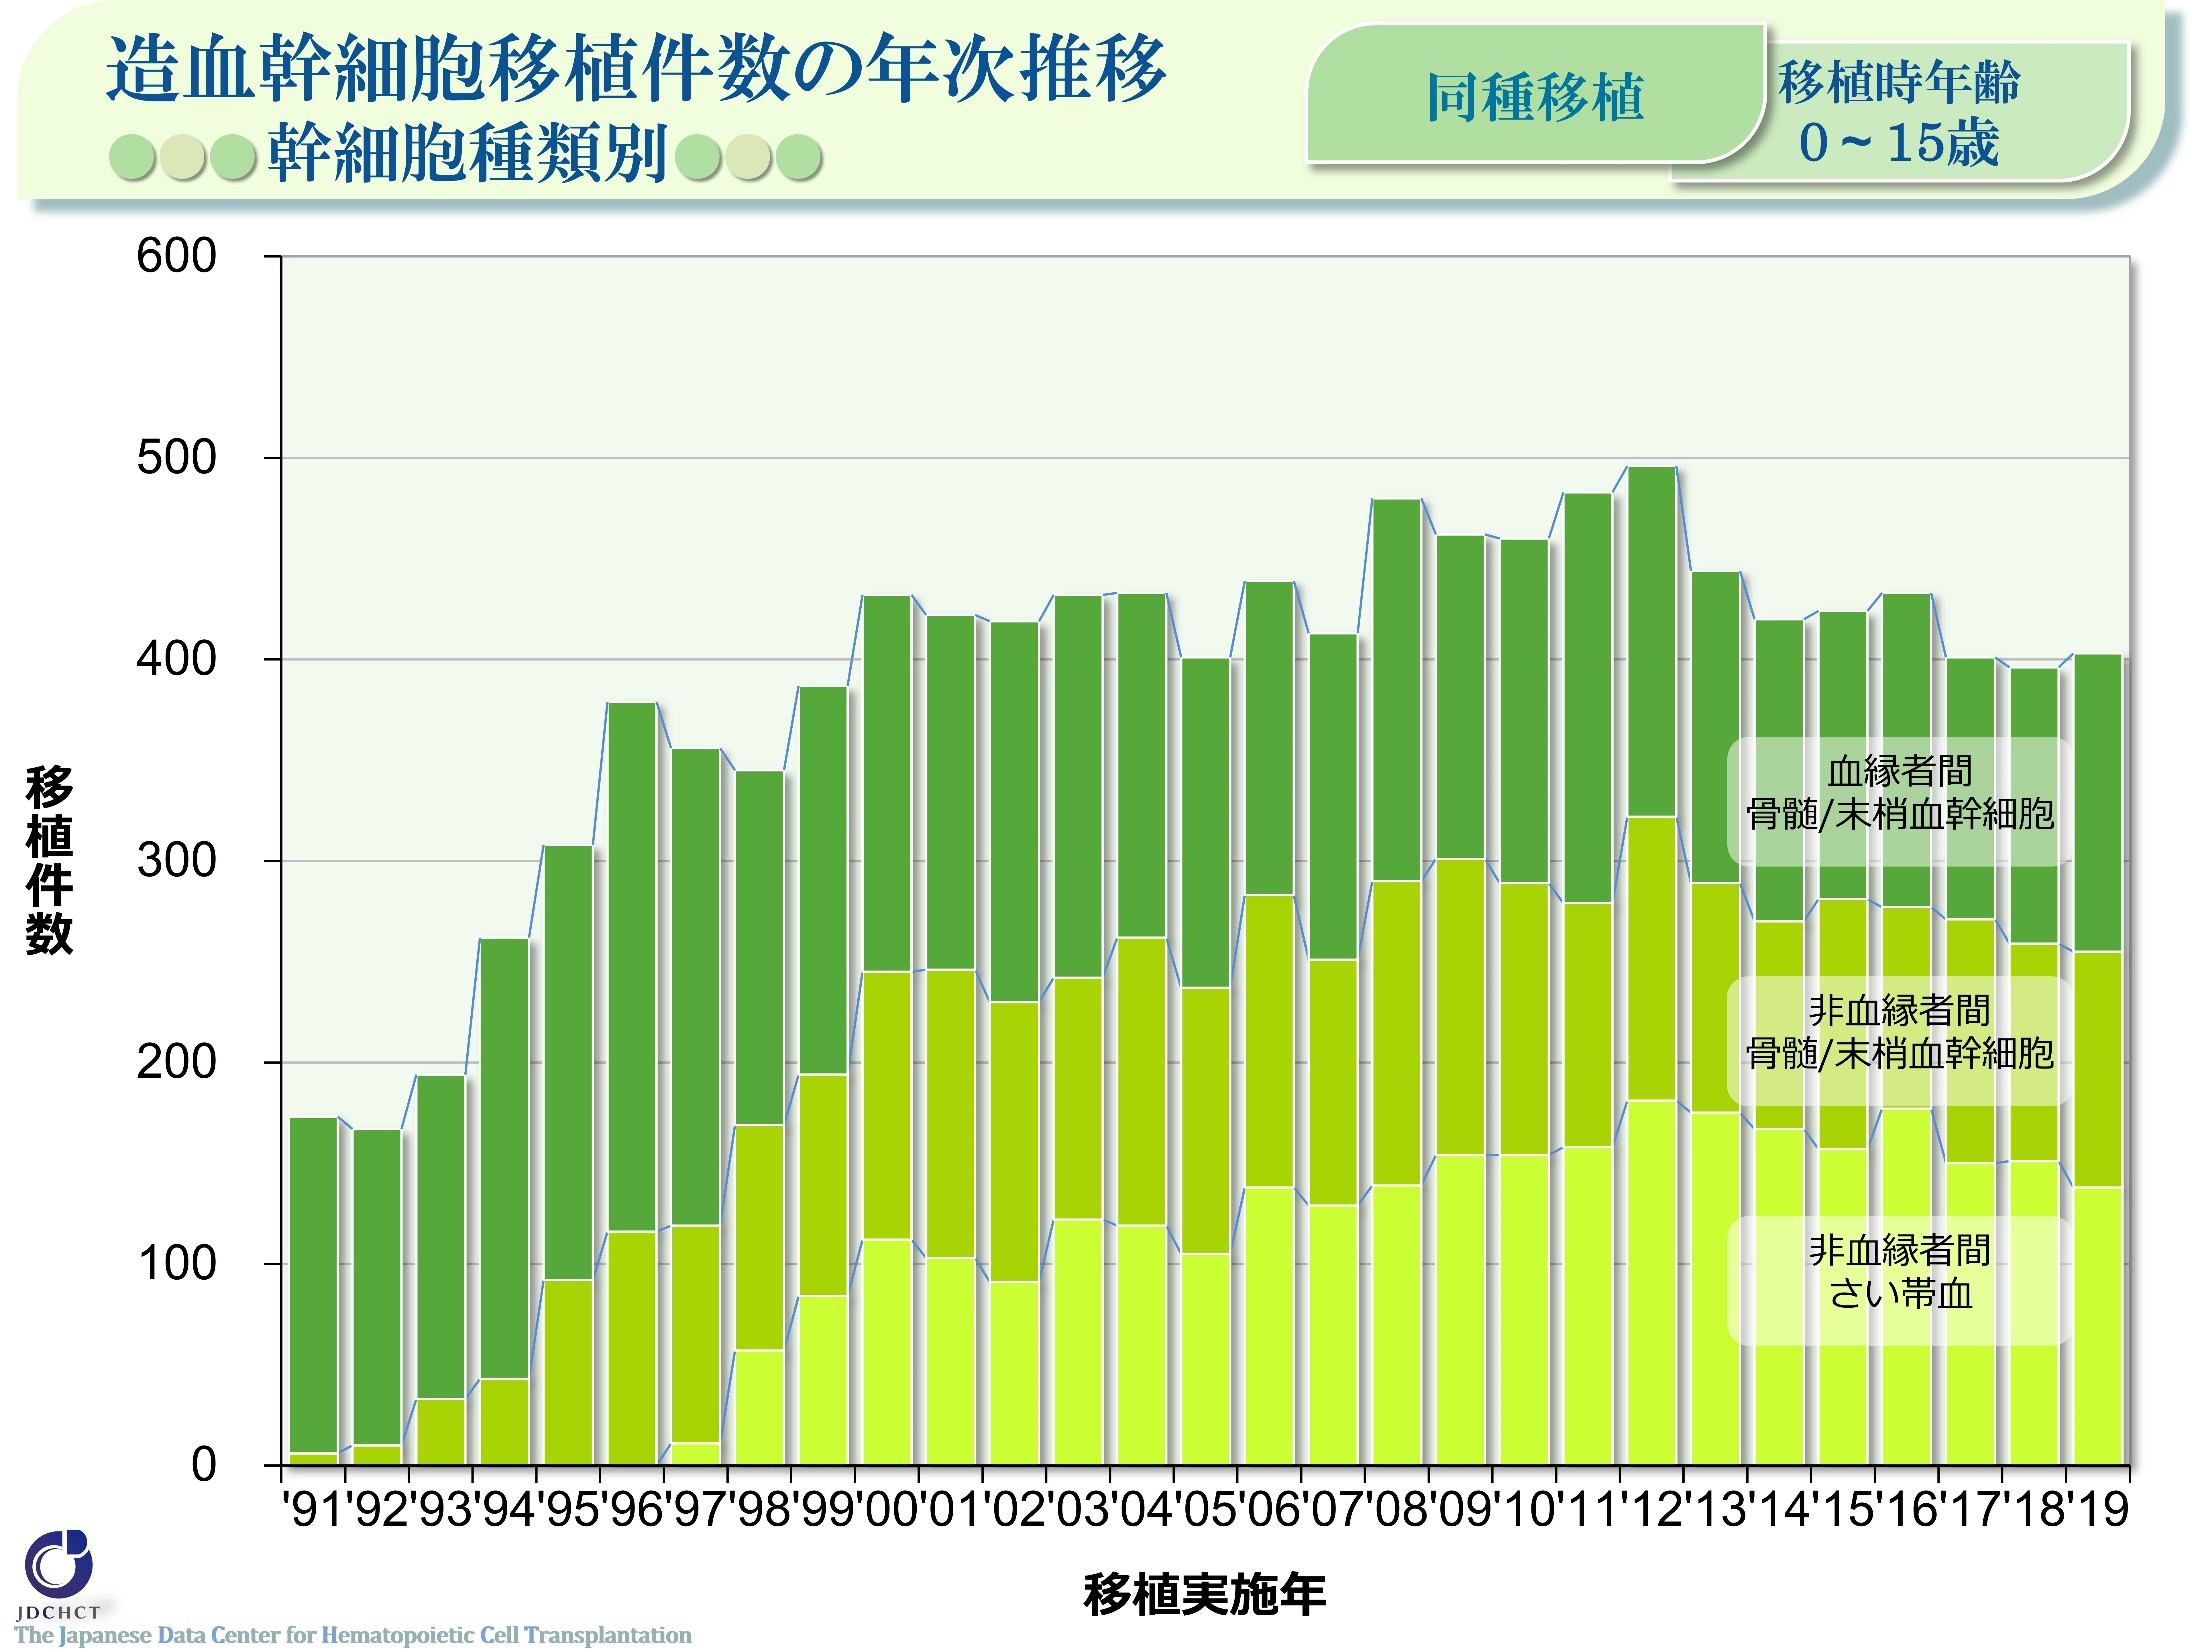 造血幹細胞移植件数の年次推移
幹細胞種類別
同種移植
移植時年齢
0～15歳
600
500
400
300
200
100
0
移植件数
血縁者間
骨髄/末梢血幹細胞
非血縁者間
骨髄/末梢血幹細胞
非血縁者間
さい帯血
'91 '92 '93 '94 '95 '96 '97 '98 '99 '00 '01 '02 '03 '04 '05 '06 '07 '08 '09 '10 '11 '12 '13 '14 '15 '16 '17 '18 '19
移植実施年
JDCHCT
The Japanese Data Center for Hematopoietic Cell Transplantation